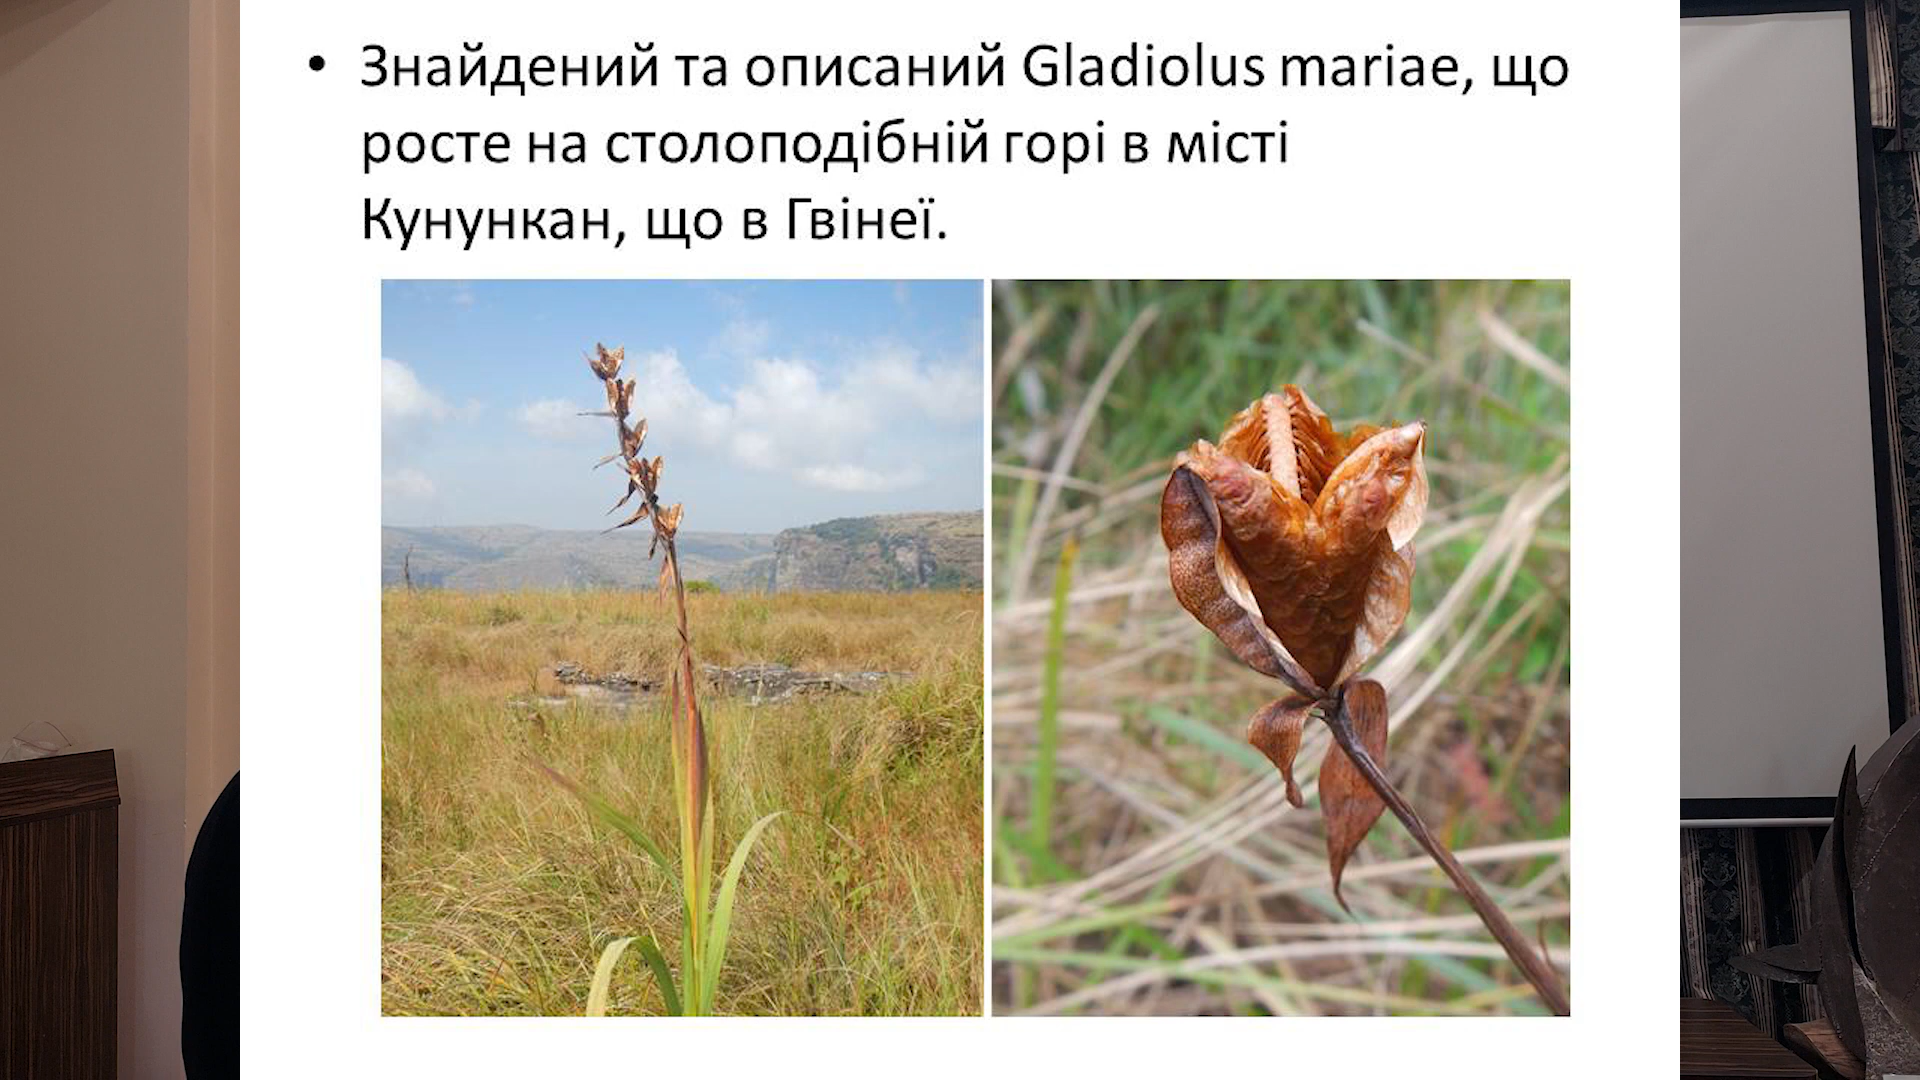 • Знайдений та описаний Gladiolus mariae, що
росте на столоподібній горі в місті
Кунункан, що в Гвінеї.